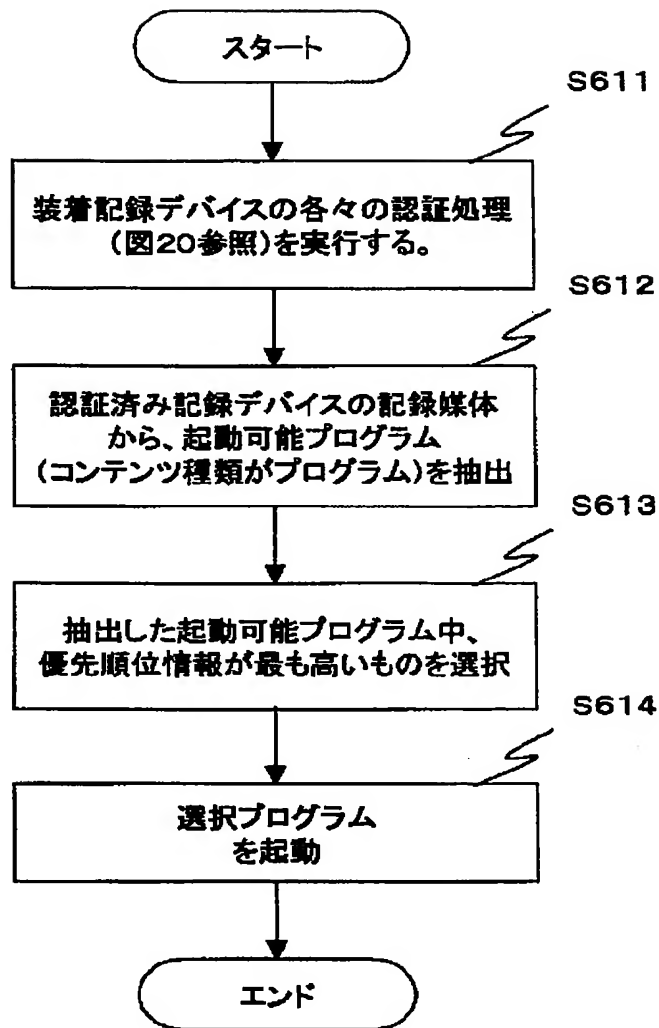 スタート
S611
装着記録デバイスの各々の認証処理
(図20参照)を実行する。
S612
認証済み記録デバイスの記録媒体
から、起動可能プログラム
(コンテンツ種類がプログラム)を抽出
S613
抽出した起動可能プログラム中、
優先順位情報が最も高いものを選択
S614
選択プログラム
を起動
エンド